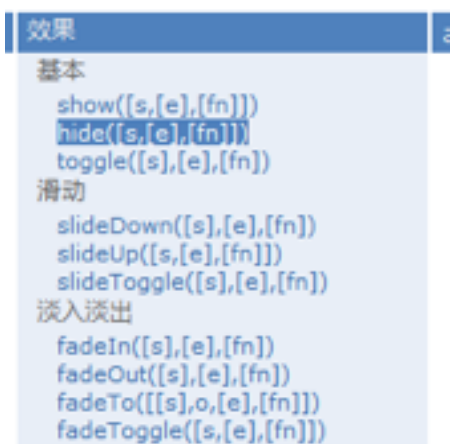 效果
基本
show([s,[e],[fn]])
hide([s,[e],[fn]])
toggle([s],[e],[fn])
滑动
slideDown([s],[e],[fn])
slideUp([s,[e],[fn]])
slideToggle([s],[e],[fn])
淡入淡出
fadeIn([s],[e],[fn])
fadeOut([s],[e],[fn])
fadeTo([[s],o,[e],[fn]])
fadeToggle([s,[e],[fn]])